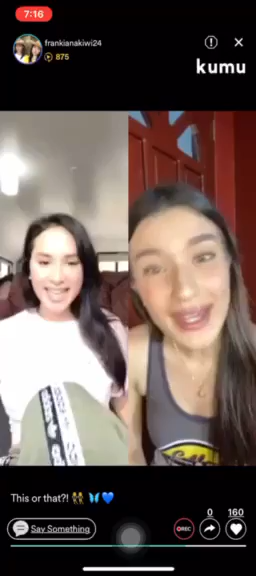 7:16
frankianakiwi24
875
kumu
This or that?! 👯 🦋 💙
0 160
Say Something
REC